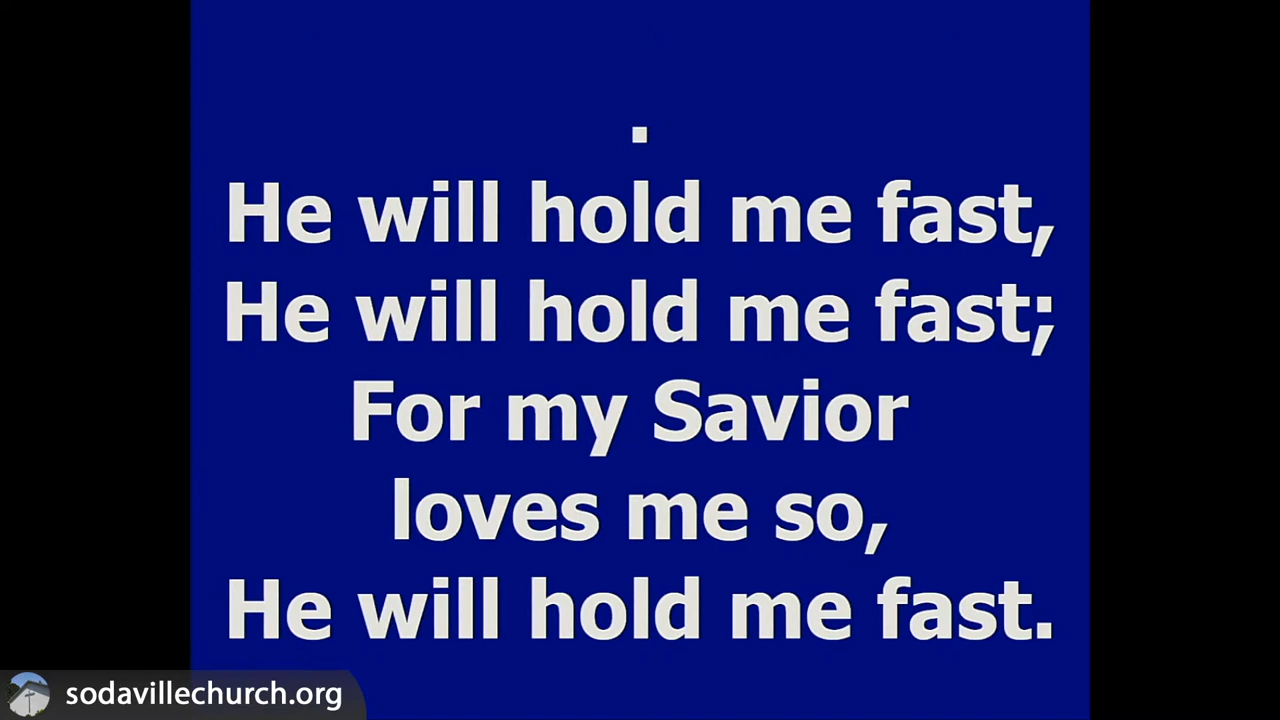 .
He will hold me fast,
He will hold me fast;
For my Savior
loves me so,
He will hold me fast.
sodavillechurch.org